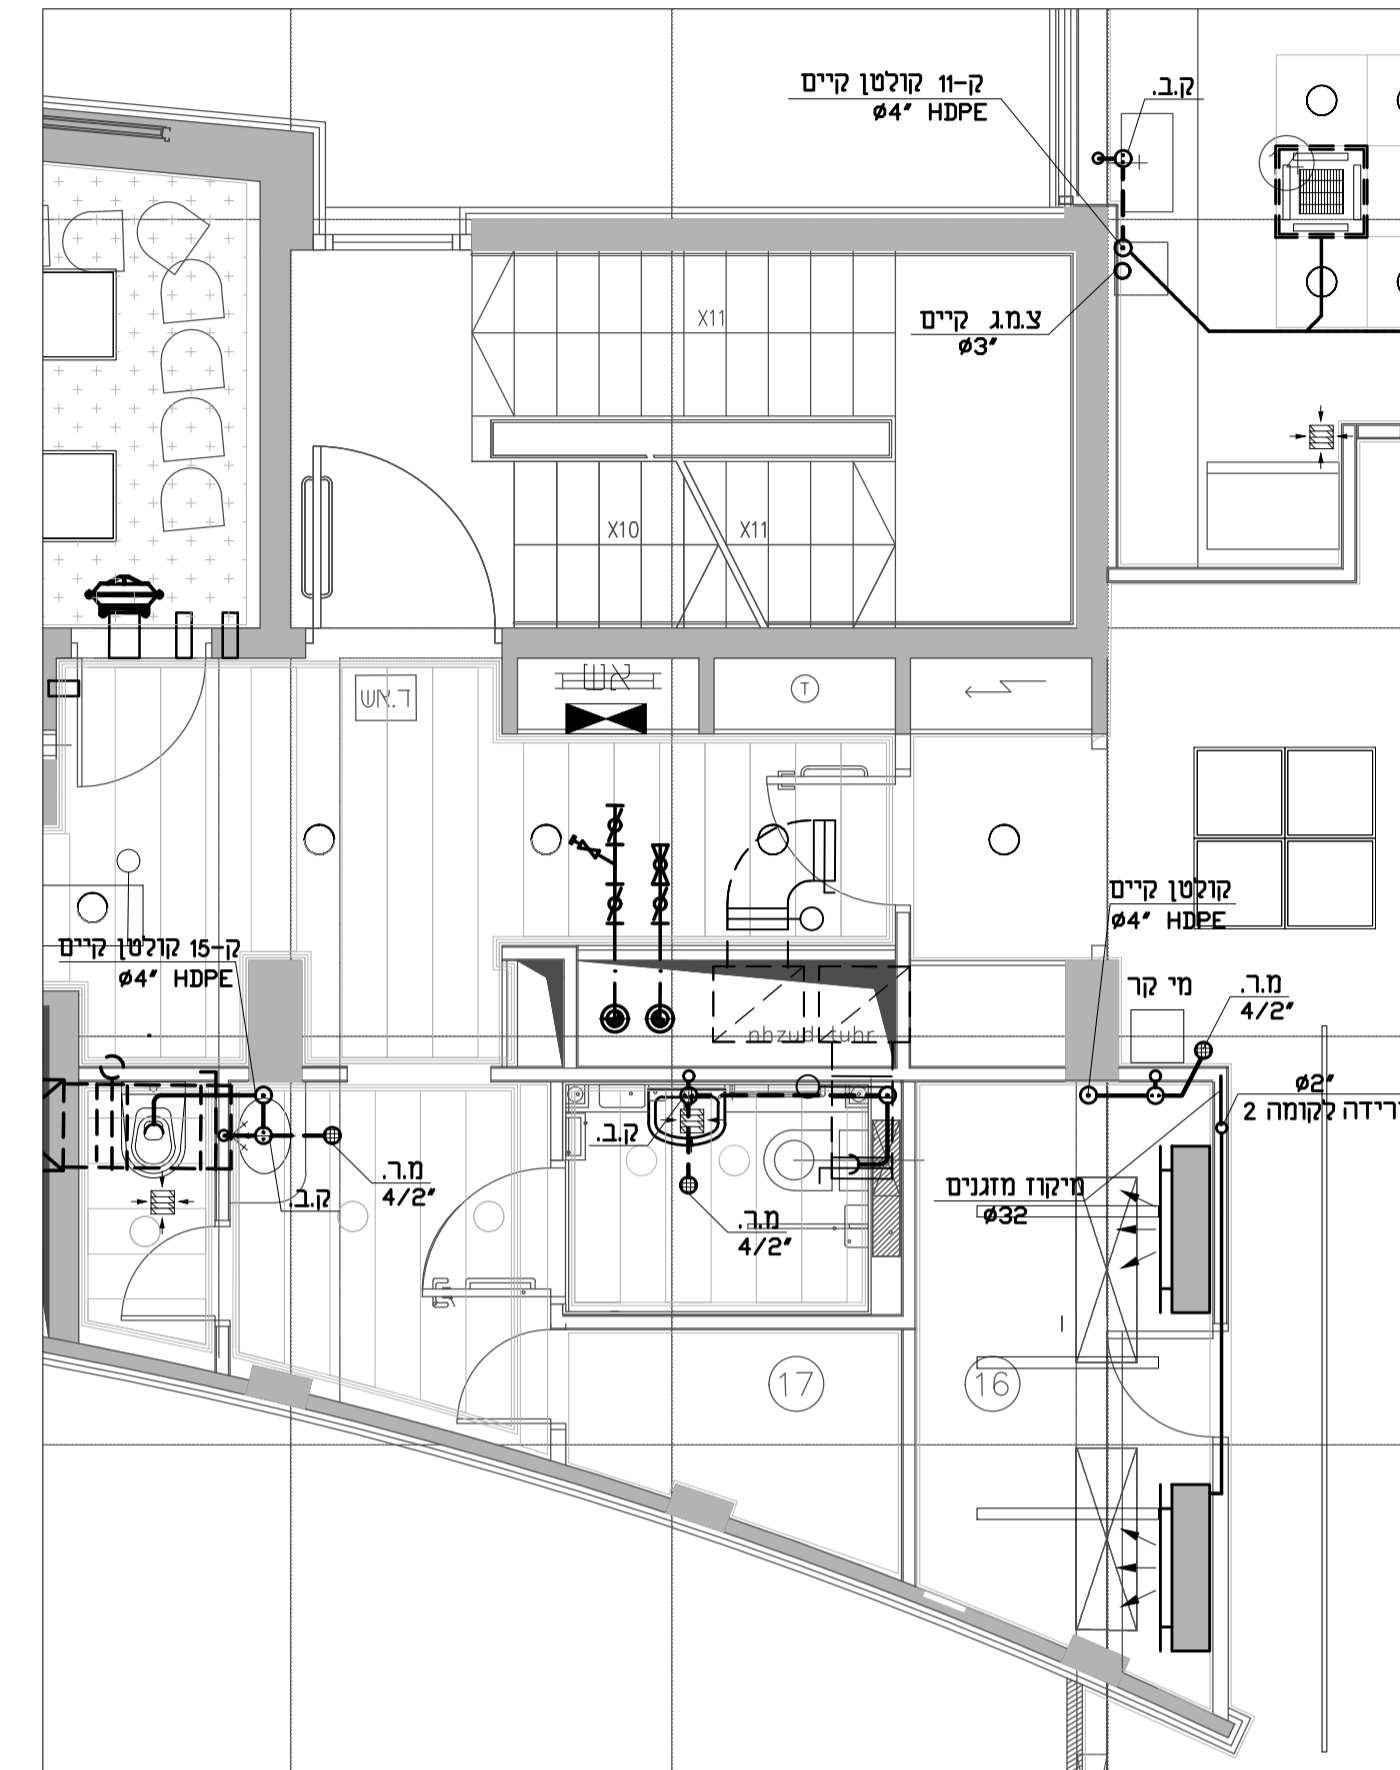 ק-11 קולטן קיים
ø4″ HDPE
ק.ב.
צ.מ.ג קיים
ø3″
X11
X10
X11
אש
T
ד.אש
קולטן קיים
ø4″ HDPE
ק-15 קולטן קיים
ø4″ HDPE
מי קר
מ.ר.
4/2″
nbzud tuhr
ø2″
ירידה לקומה 2
ק.ב.
מ.ר.
4/2″
ק.ב.
מ.ר.
4/2″
מיקוז מזגנים
ø32
17
16